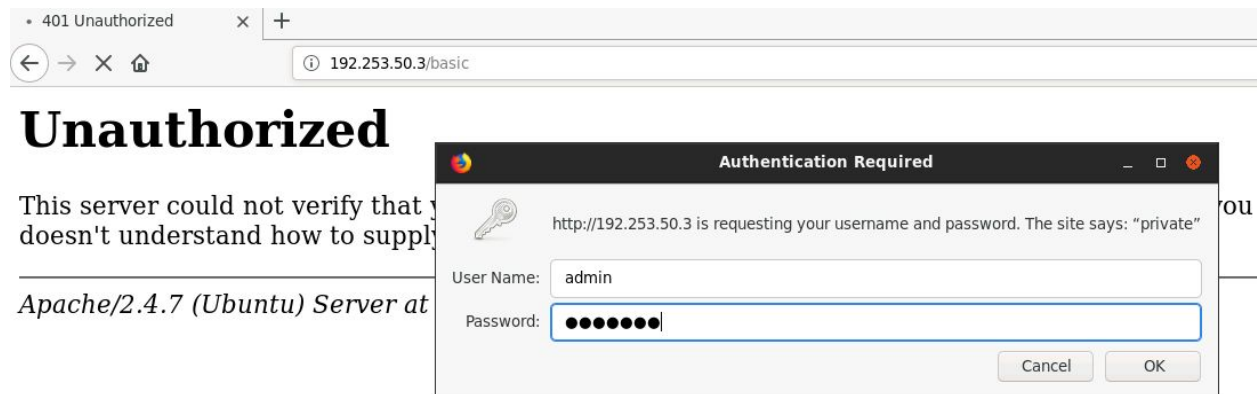 401 Unauthorized
192.253.50.3/basic
Unauthorized
Authentication Required
This server could not verify that you
doesn't understand how to supply
http://192.253.50.3 is requesting your username and password. The site says: “private”
User Name: admin
Apache/2.4.7 (Ubuntu) Server at
Password: ●●●●●●●
Cancel OK